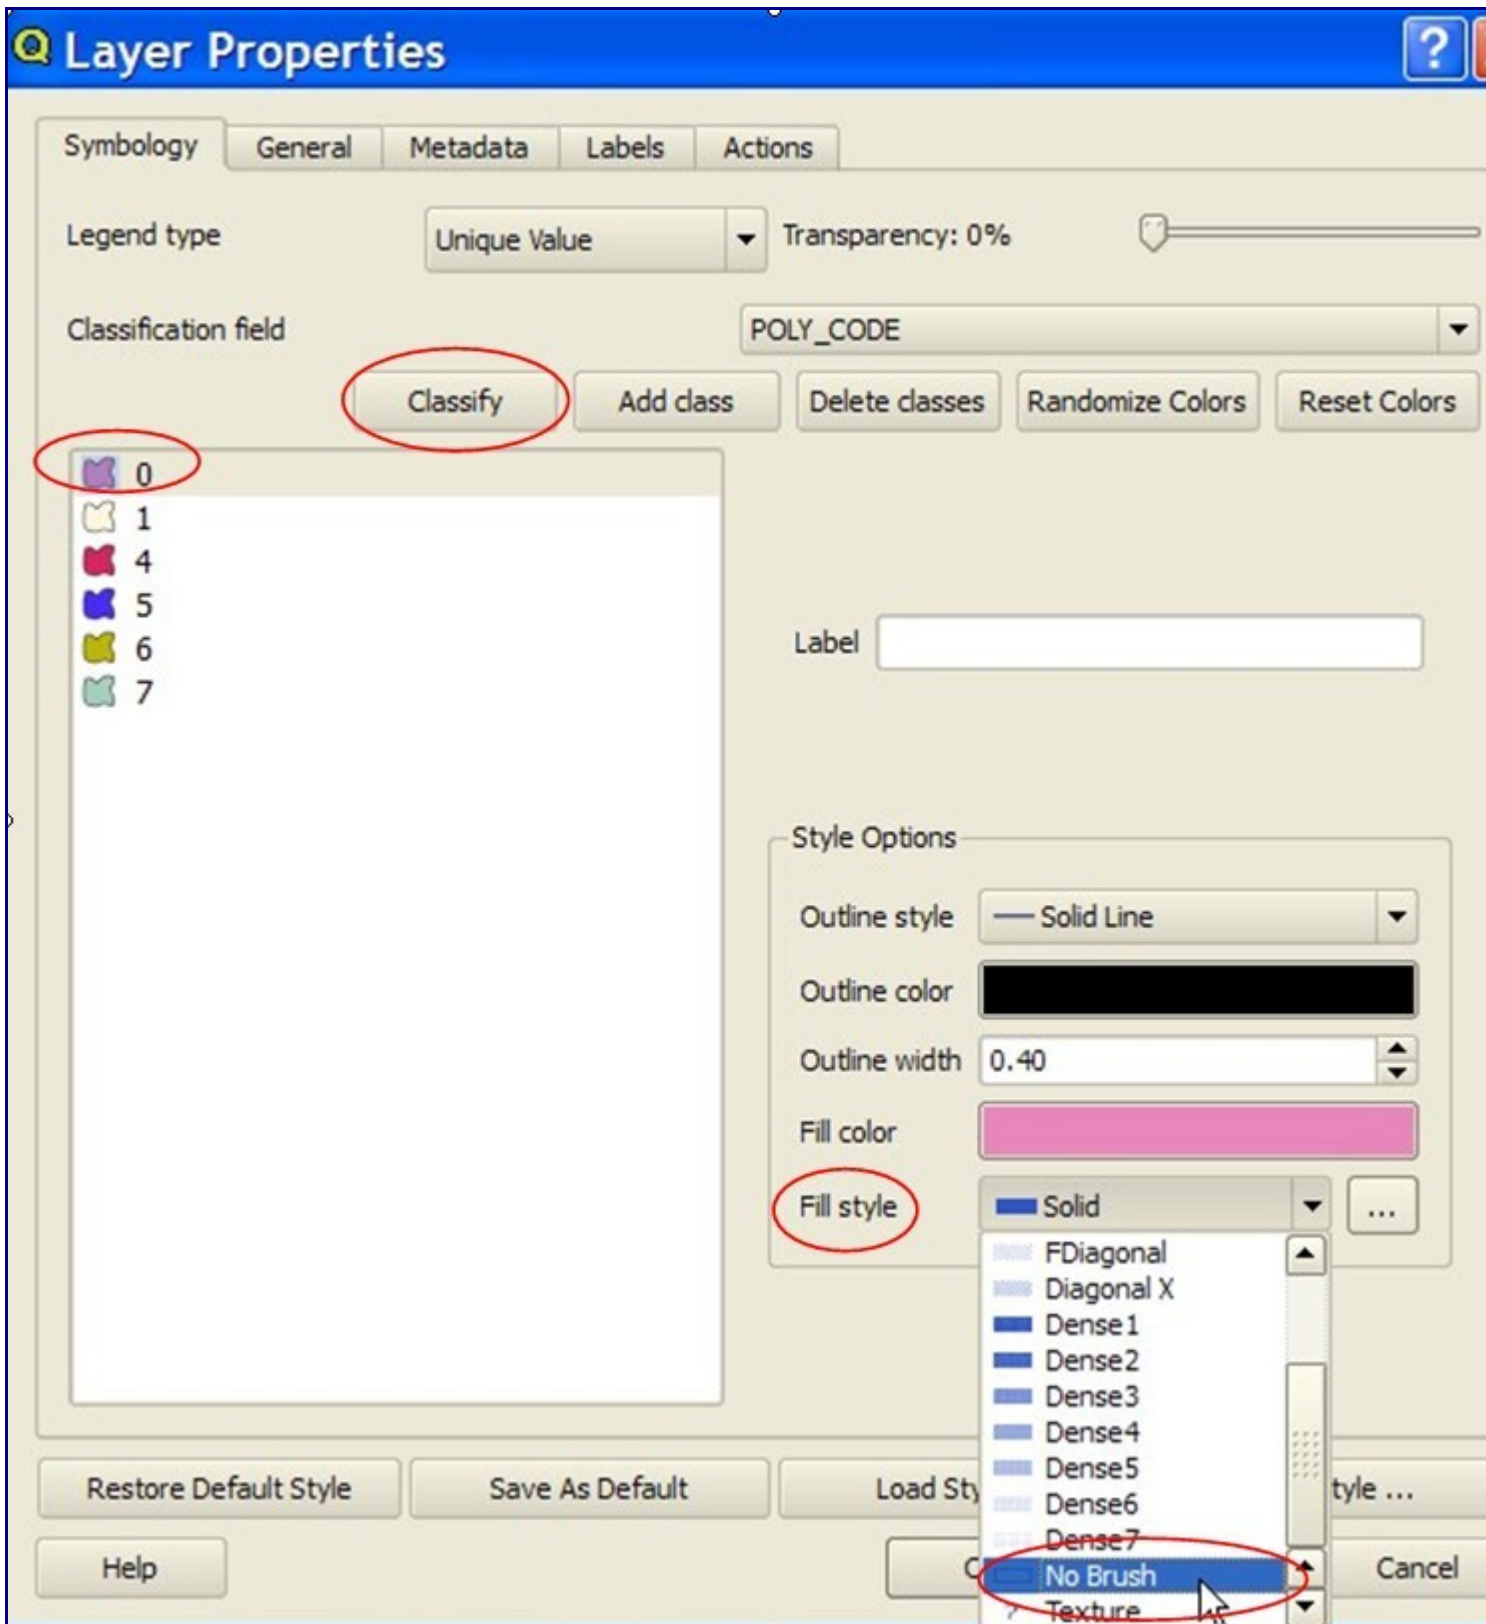 Layer Properties
?
Symbology General Metadata Labels Actions
Legend type Unique Value Transparency: 0%
Classification field POLY_CODE
Classify Add class Delete classes Randomize Colors Reset Colors
0
1
4
5
6
7
Label
Style Options
Outline style Solid Line
Outline color
Outline width 0.40
Fill color
Fill style Solid ...
FDiagonal
Diagonal X
Dense1
Dense2
Dense3
Dense4
Dense5
Dense6
Dense7
No Brush
Texture
Restore Default Style Save As Default Load Sty tyle ...
Help Cancel